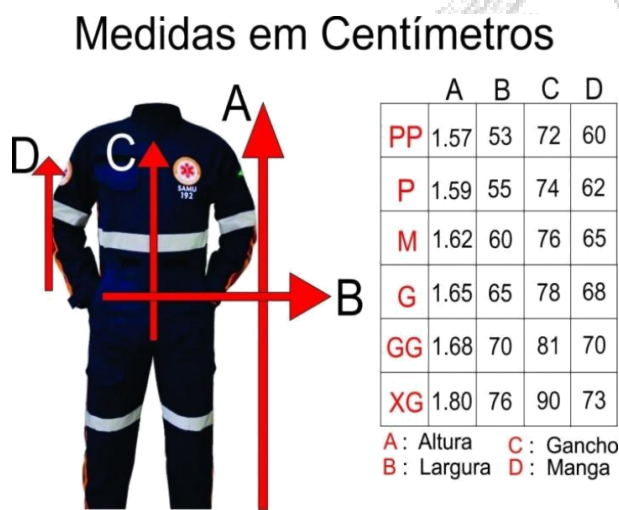 Medidas em Centímetros
A B C D
PP 1.57 53 72 60
P 1.59 55 74 62
M 1.62 60 76 65
G 1.65 65 78 68
GG 1.68 70 81 70
XG 1.80 76 90 73
A : Altura C : Gancho
B : Largura D : Manga
A
D
C
B
SAMU
192